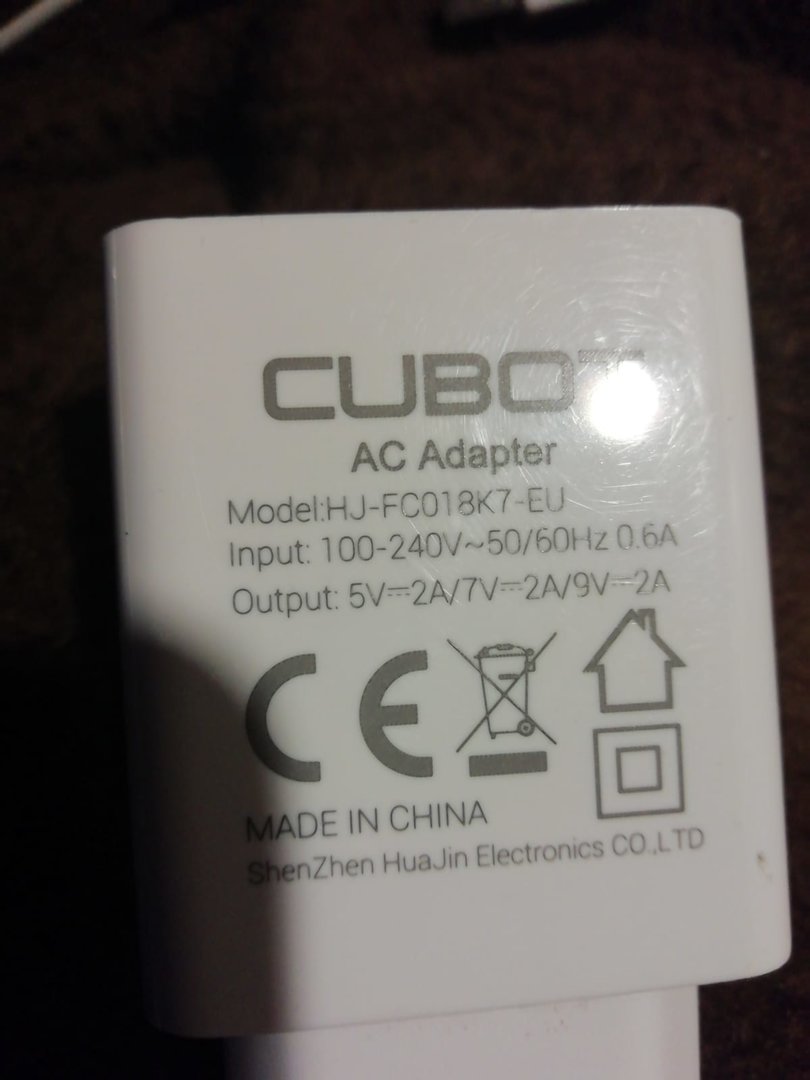 CUBOT
AC Adapter
Model:HJ-FC018K7-EU
Input: 100-240V~50/60Hz 0.6A
Output: 5V⎓2A/7V⎓2A/9V⎓2A
CE
MADE IN CHINA
ShenZhen HuaJin Electronics CO.,LTD